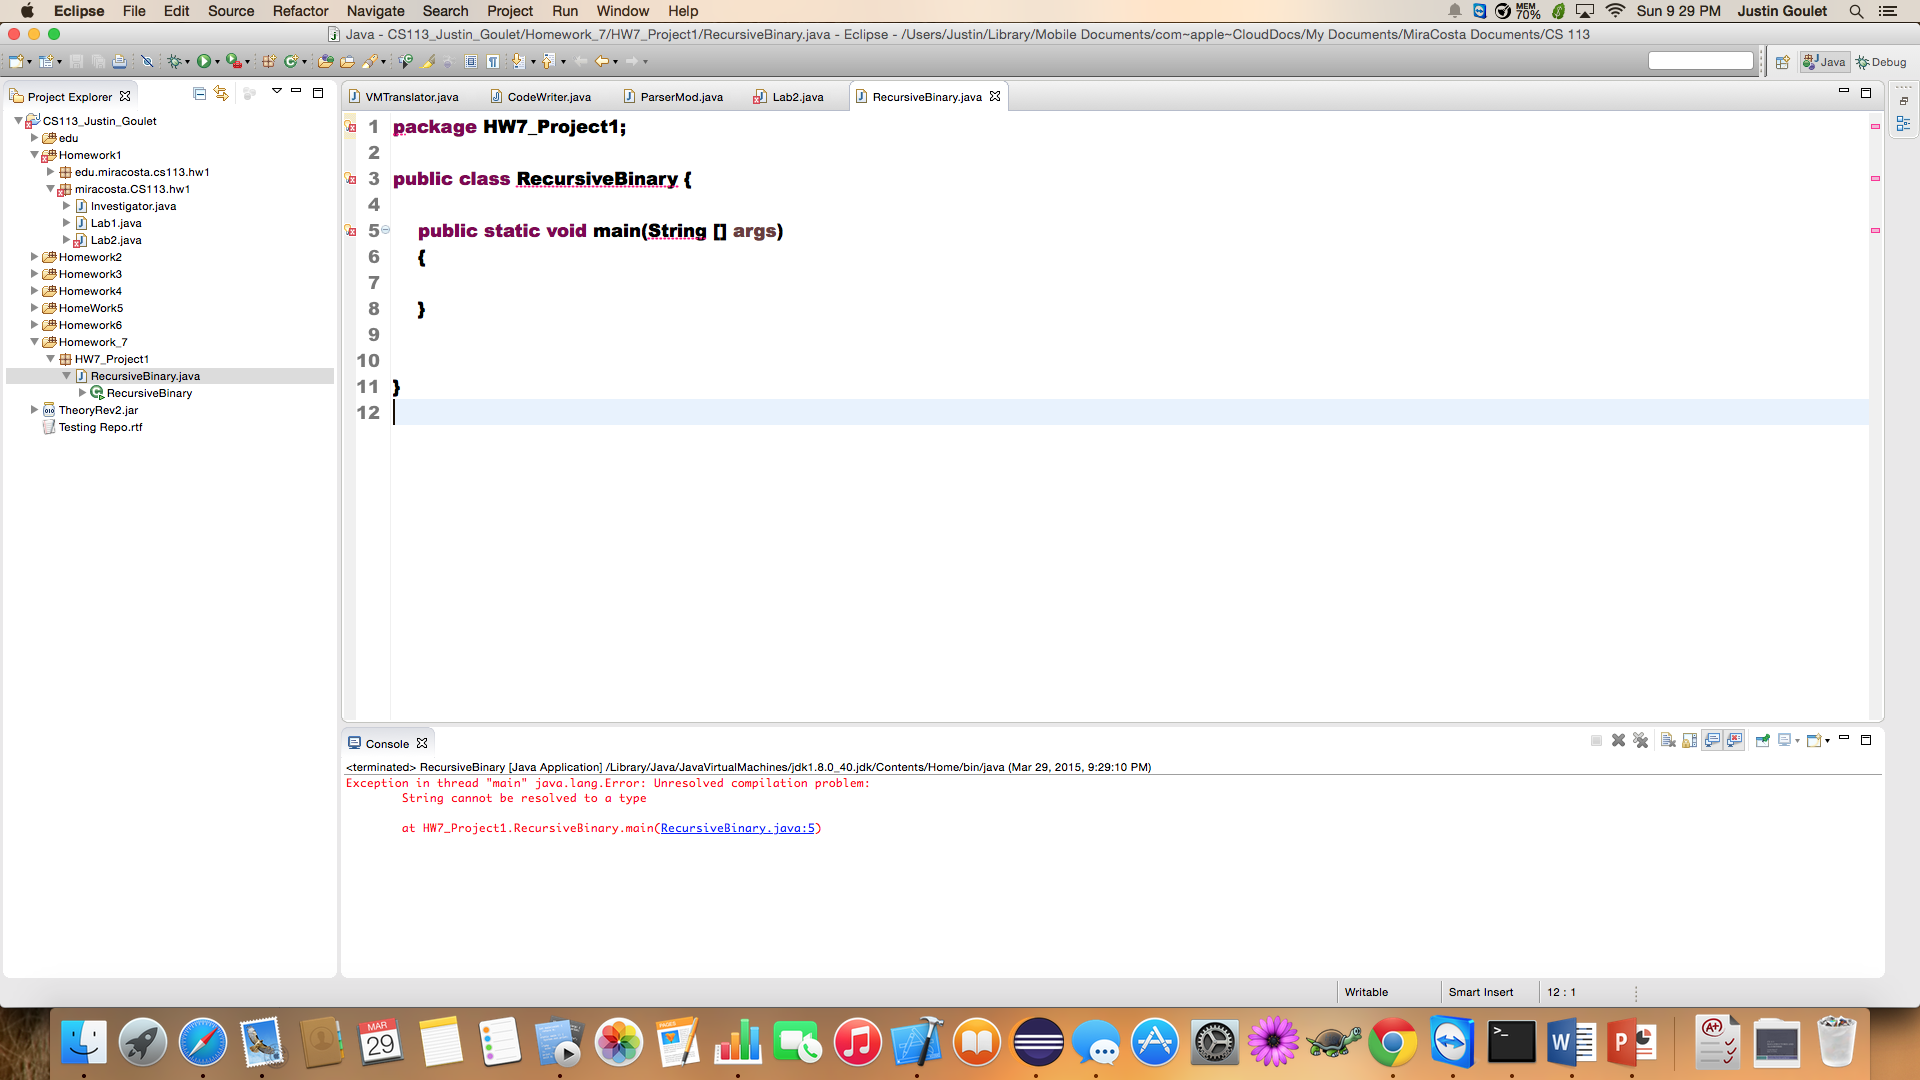 Eclipse File Edit Source Refactor Navigate Search Project Run Window Help MEM 70% Sun 9 29 PM Justin Goulet
Java - CS113_Justin_Goulet/Homework_7/HW7_Project1/RecursiveBinary.java - Eclipse - /Users/Justin/Library/Mobile Documents/com~apple~CloudDocs/My Documents/MiraCosta Documents/CS 113
Java Debug
Project Explorer
CS113_Justin_Goulet
edu
Homework1
edu.miracosta.cs113.hw1
miracosta.CS113.hw1
Investigator.java
Lab1.java
Lab2.java
Homework2
Homework3
Homework4
HomeWork5
Homework6
Homework_7
HW7_Project1
RecursiveBinary.java
RecursiveBinary
TheoryRev2.jar
Testing Repo.rtf
VMTranslator.java CodeWriter.java ParserMod.java Lab2.java RecursiveBinary.java
1 package HW7_Project1;
2
3 public class RecursiveBinary {
4
5 public static void main(String [] args)
6 {
7
8 }
9
10
11 }
12
Console
<terminated> RecursiveBinary [Java Application] /Library/Java/JavaVirtualMachines/jdk1.8.0_40.jdk/Contents/Home/bin/java (Mar 29, 2015, 9:29:10 PM)
Exception in thread "main" java.lang.Error: Unresolved compilation problem:
String cannot be resolved to a type
at HW7_Project1.RecursiveBinary.main(RecursiveBinary.java:5)
Writable Smart Insert 12 : 1
MAR
29
PAGES
>_
W
P
A+